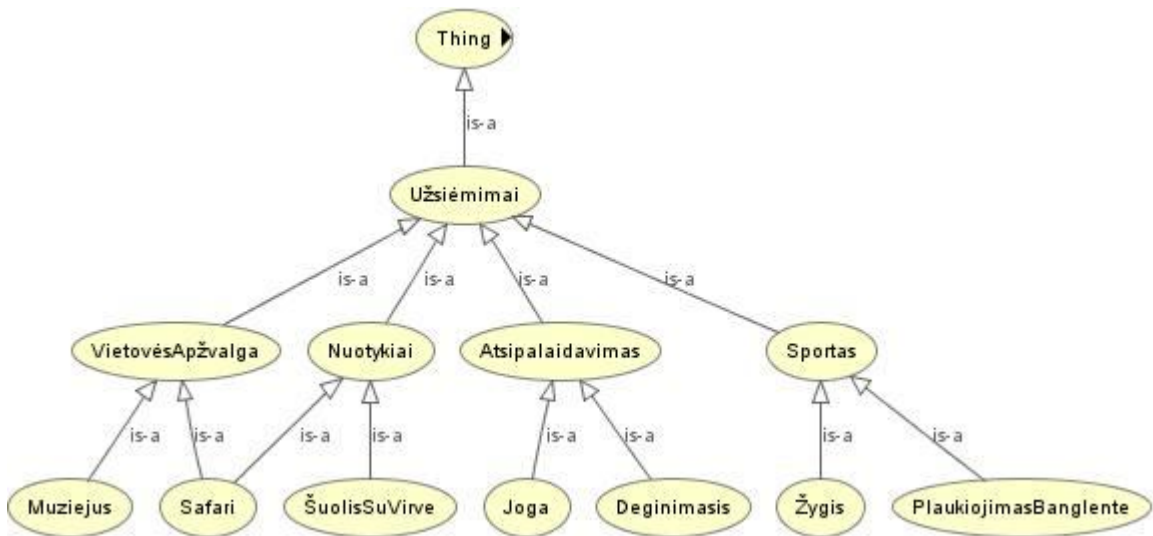 Thing
is-a
Užsiėmimai
is-a
is-a
is-a
is-a
VietovėsApžvalga
Nuotykiai
Atsipalaidavimas
Sportas
is-a
is-a
is-a
is-a
is-a
is-a
is-a
is-a
Muziejus
Safari
ŠuolisSuVirve
Joga
Deginimasis
Žygis
PlaukiojimasBanglente